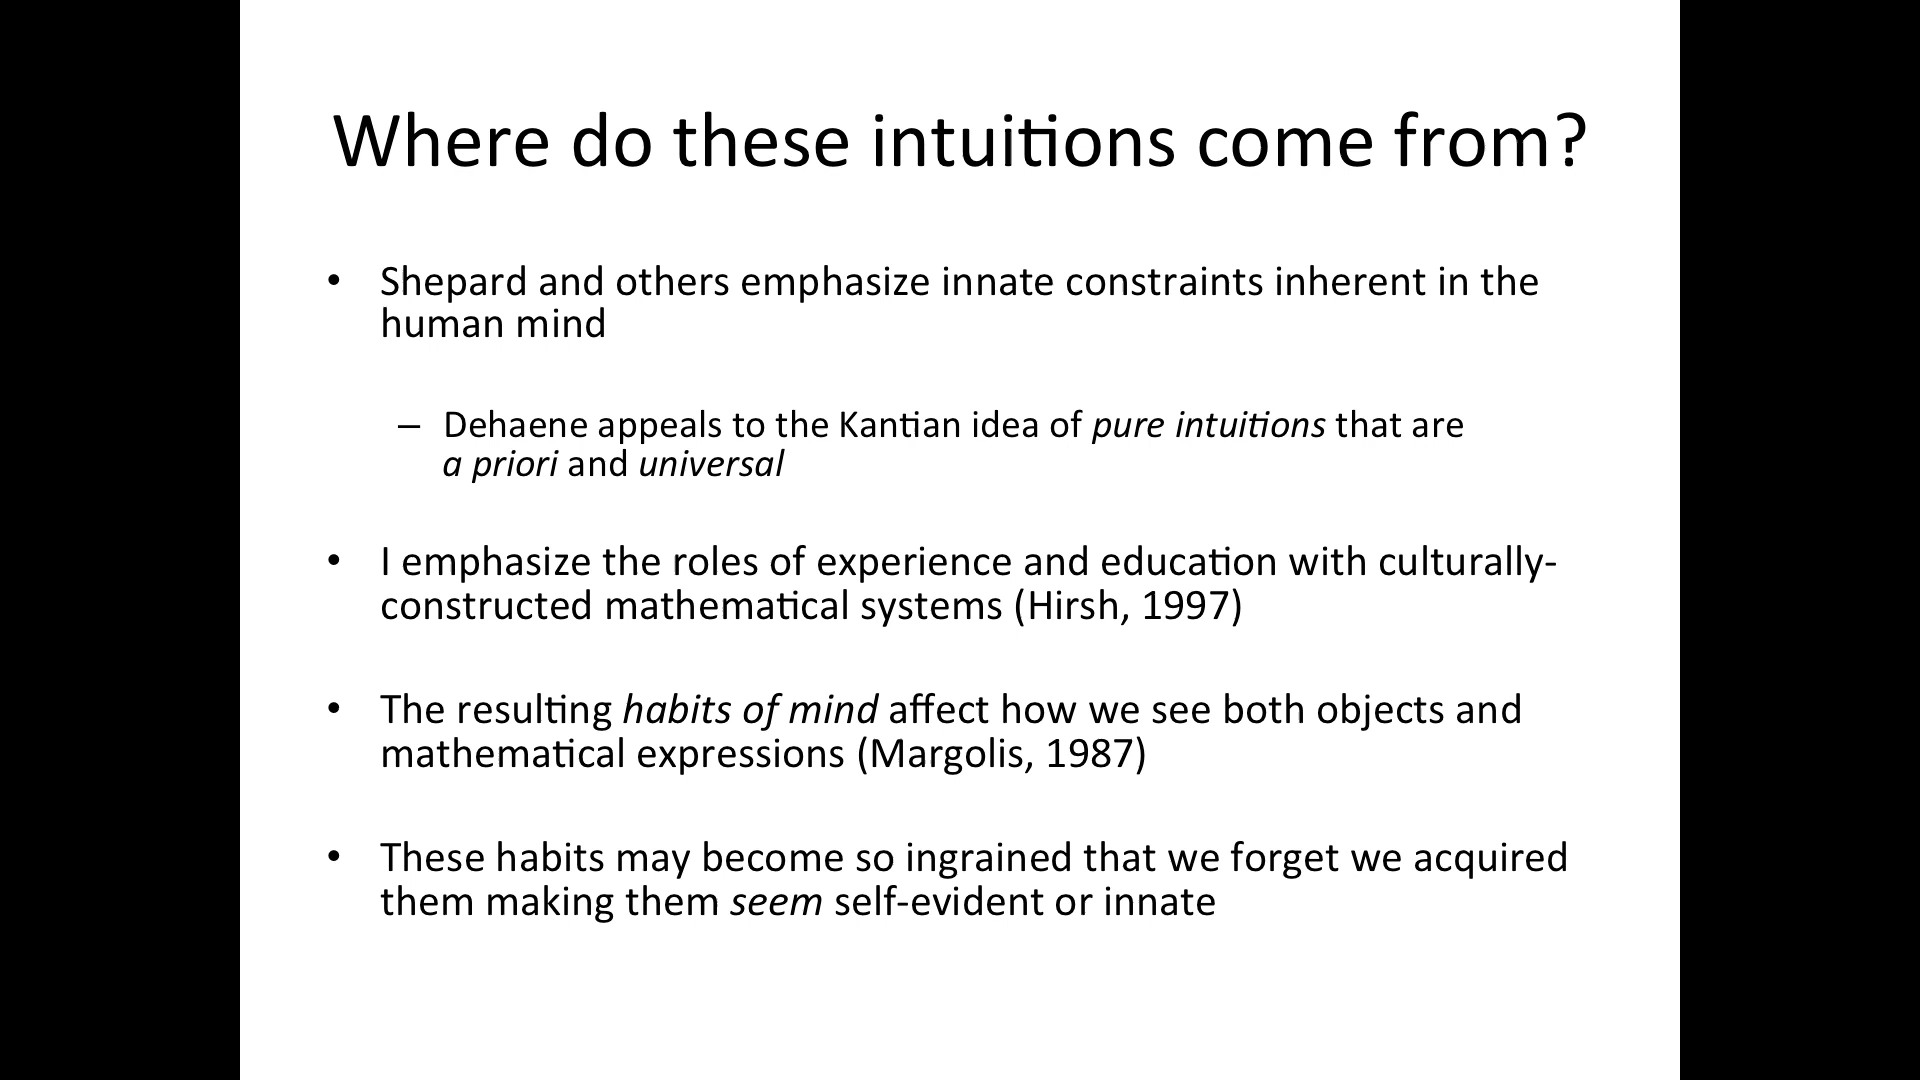 Where do these intuitions come from?
• Shepard and others emphasize innate constraints inherent in the
human mind
– Dehaene appeals to the Kantian idea of pure intuitions that are
a priori and universal
• I emphasize the roles of experience and education with culturally-
constructed mathematical systems (Hirsh, 1997)
• The resulting habits of mind affect how we see both objects and
mathematical expressions (Margolis, 1987)
• These habits may become so ingrained that we forget we acquired
them making them seem self-evident or innate